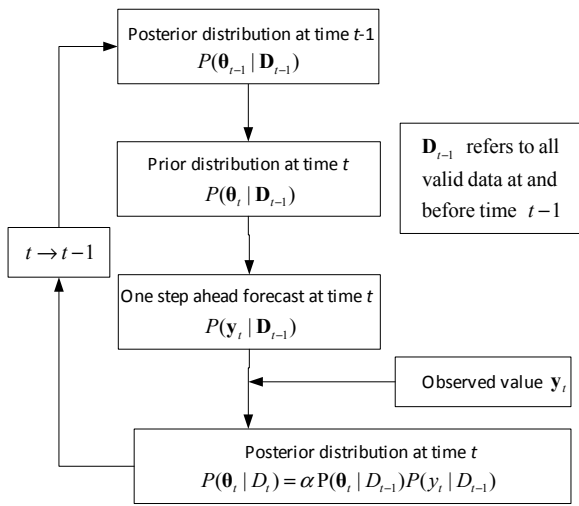 Posterior distribution at time t-1
P(θ_{t-1} | D_{t-1})
Prior distribution at time t
P(θ_t | D_{t-1})
D_{t-1} refers to all
valid data at and
before time t-1
t → t-1
One step ahead forecast at time t
P(y_t | D_{t-1})
Observed value y_t
Posterior distribution at time t
P(θ_t | D_t) = αP(θ_t | D_{t-1})P(y_t | D_{t-1})